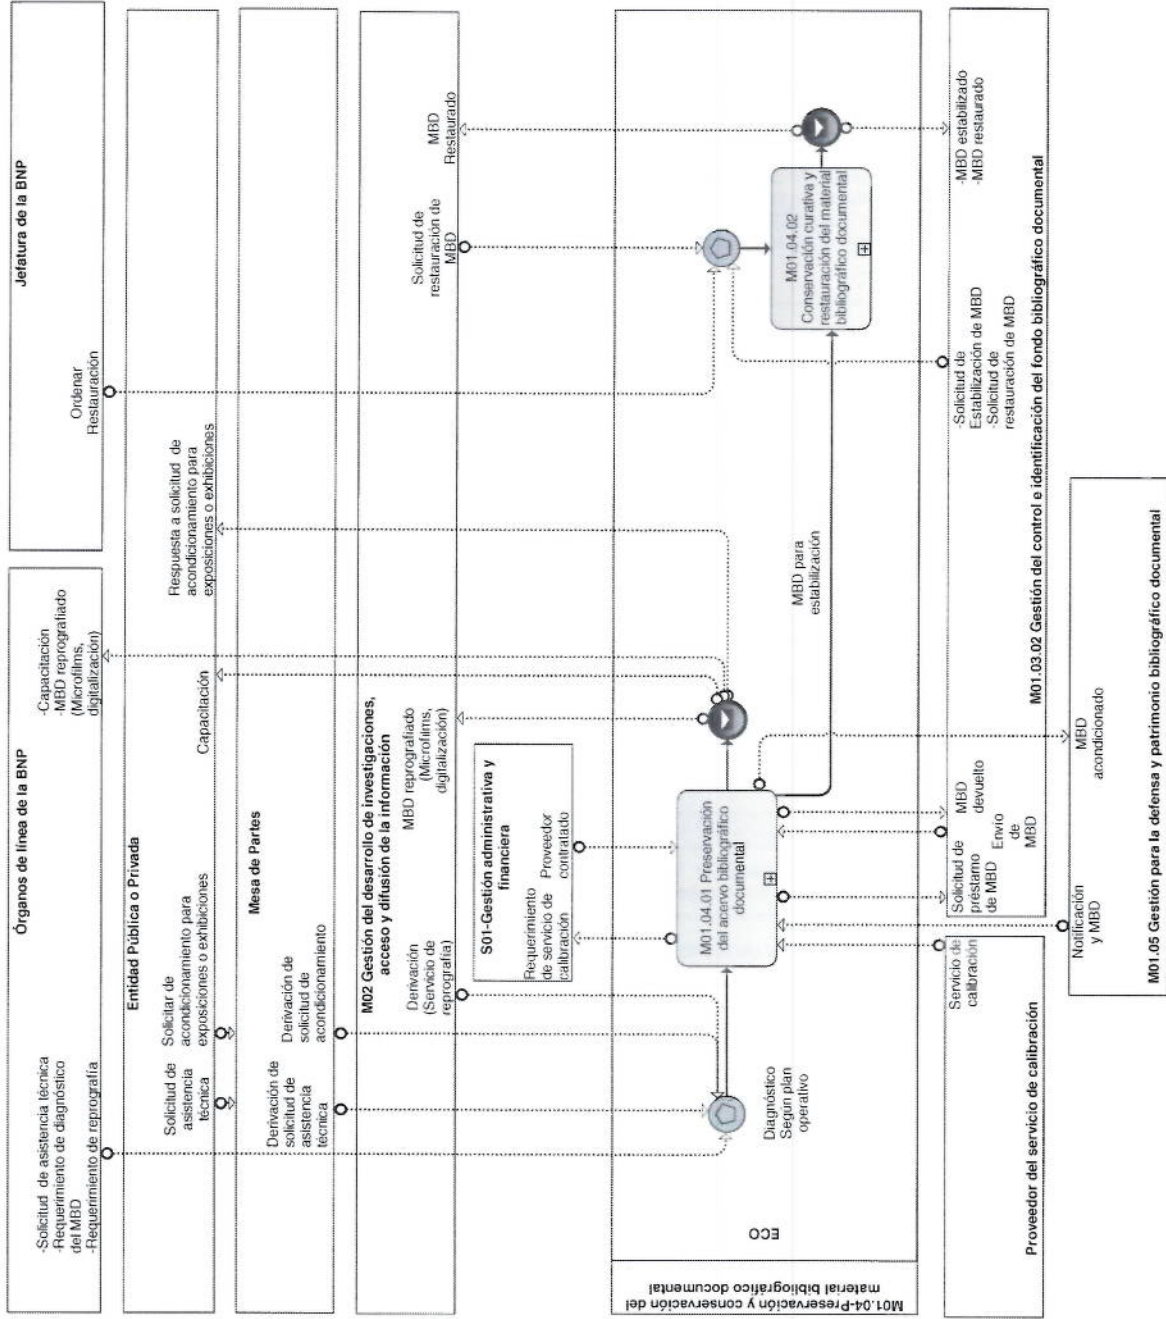 Órganos de línea de la BNP
-Solicitud de asistencia técnica
-Requerimiento de diagnóstico
del MBD
-Requerimiento de reprografía
-Capacitación
-MBD reprografiado
(Microfilms,
digitalización)
Jefatura de la BNP
Ordenar
Restauración
Entidad Pública o Privada
Solicitud de
asistencia
técnica
Solicitar de
acondicionamiento para
exposiciones o exhibiciones
Capacitación
Respuesta a solicitud de
acondicionamiento para
exposiciones o exhibiciones
Mesa de Partes
Derivación de
solicitud de
asistencia
técnica
Derivación de
solicitud de
acondicionamiento
M02 Gestión del desarrollo de investigaciones,
acceso y difusión de la información
Derivación
(Servicio de
reprografía)
MBD reprografiado
(Microfilms,
digitalización)
Solicitud de
restauración de
MBD
MBD
Restaurado
S01-Gestión administrativa y
financiera
Requerimiento
de servicio de
calibración
Proveedor
contratado
M01.04-Preservación y conservación del
material bibliográfico documental
ECO
Diagnóstico
Según plan
operativo
M01.04.01 Preservación
del acervo bibliográfico
documental
MBD para
estabilización
M01.04.02
Conservación curativa y
restauración del material
bibliográfico documental
Proveedor del servicio de calibración
Servicio de
calibración
Solicitud de
préstamo
de MBD
Envío
de
MBD
MBD
devuelto
-Solicitud de
Estabilización de MBD
-Solicitud de
restauración de MBD
-MBD estabilizado
-MBD restaurado
M01.03.02 Gestión del control e identificación del fondo bibliográfico documental
Notificación
y MBD
MBD
acondicionado
M01.05 Gestión para la defensa y patrimonio bibliográfico documental